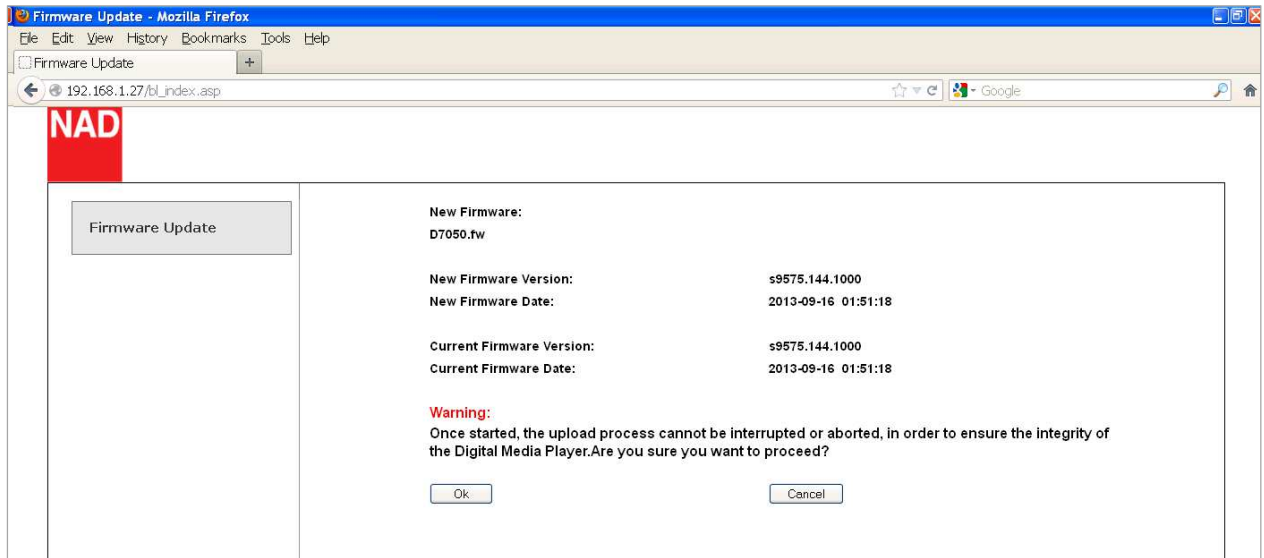 Firmware Update - Mozilla Firefox
File Edit View History Bookmarks Tools Help
Firmware Update +
192.168.1.27/bl_index.asp Google
NAD
Firmware Update
New Firmware:
D7050.fw
New Firmware Version: s9575.144.1000
New Firmware Date: 2013-09-16 01:51:18
Current Firmware Version: s9575.144.1000
Current Firmware Date: 2013-09-16 01:51:18
Warning:
Once started, the upload process cannot be interrupted or aborted, in order to ensure the integrity of
the Digital Media Player.Are you sure you want to proceed?
Ok Cancel